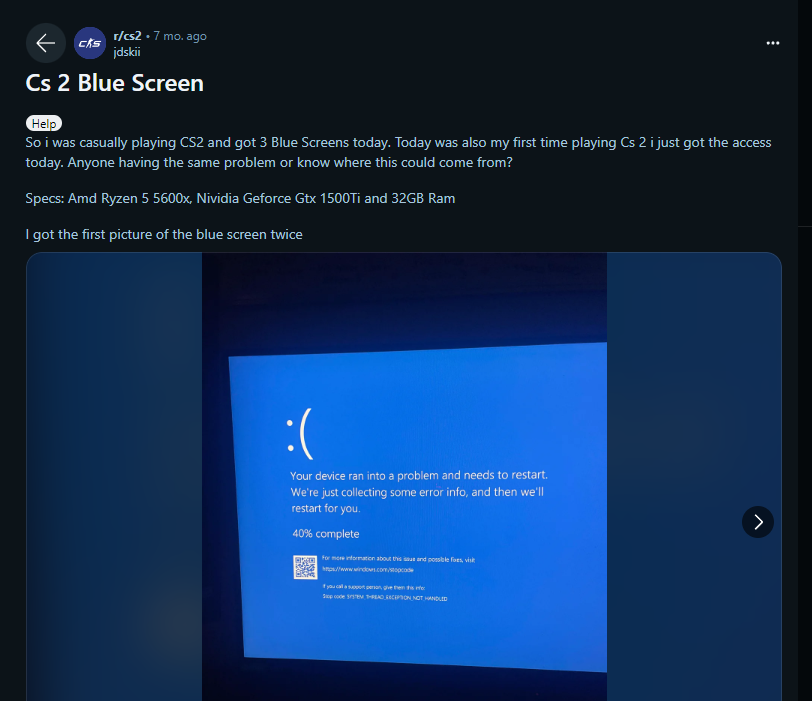 r/cs2 • 7 mo. ago
jdskii
Cs 2 Blue Screen
Help
So i was casually playing CS2 and got 3 Blue Screens today. Today was also my first time playing Cs 2 i just got the access
today. Anyone having the same problem or know where this could come from?
Specs: Amd Ryzen 5 5600x, Nividia Geforce Gtx 1500Ti and 32GB Ram
I got the first picture of the blue screen twice
:(
Your device ran into a problem and needs to restart.
We're just collecting some error info, and then we'll
restart for you.
40% complete
For more information about this issue and possible fixes, visit
https://www.windows.com/stopcode
If you call a support person, give them this info:
Stop code: SYSTEM_THREAD_EXCEPTION_NOT_HANDLED